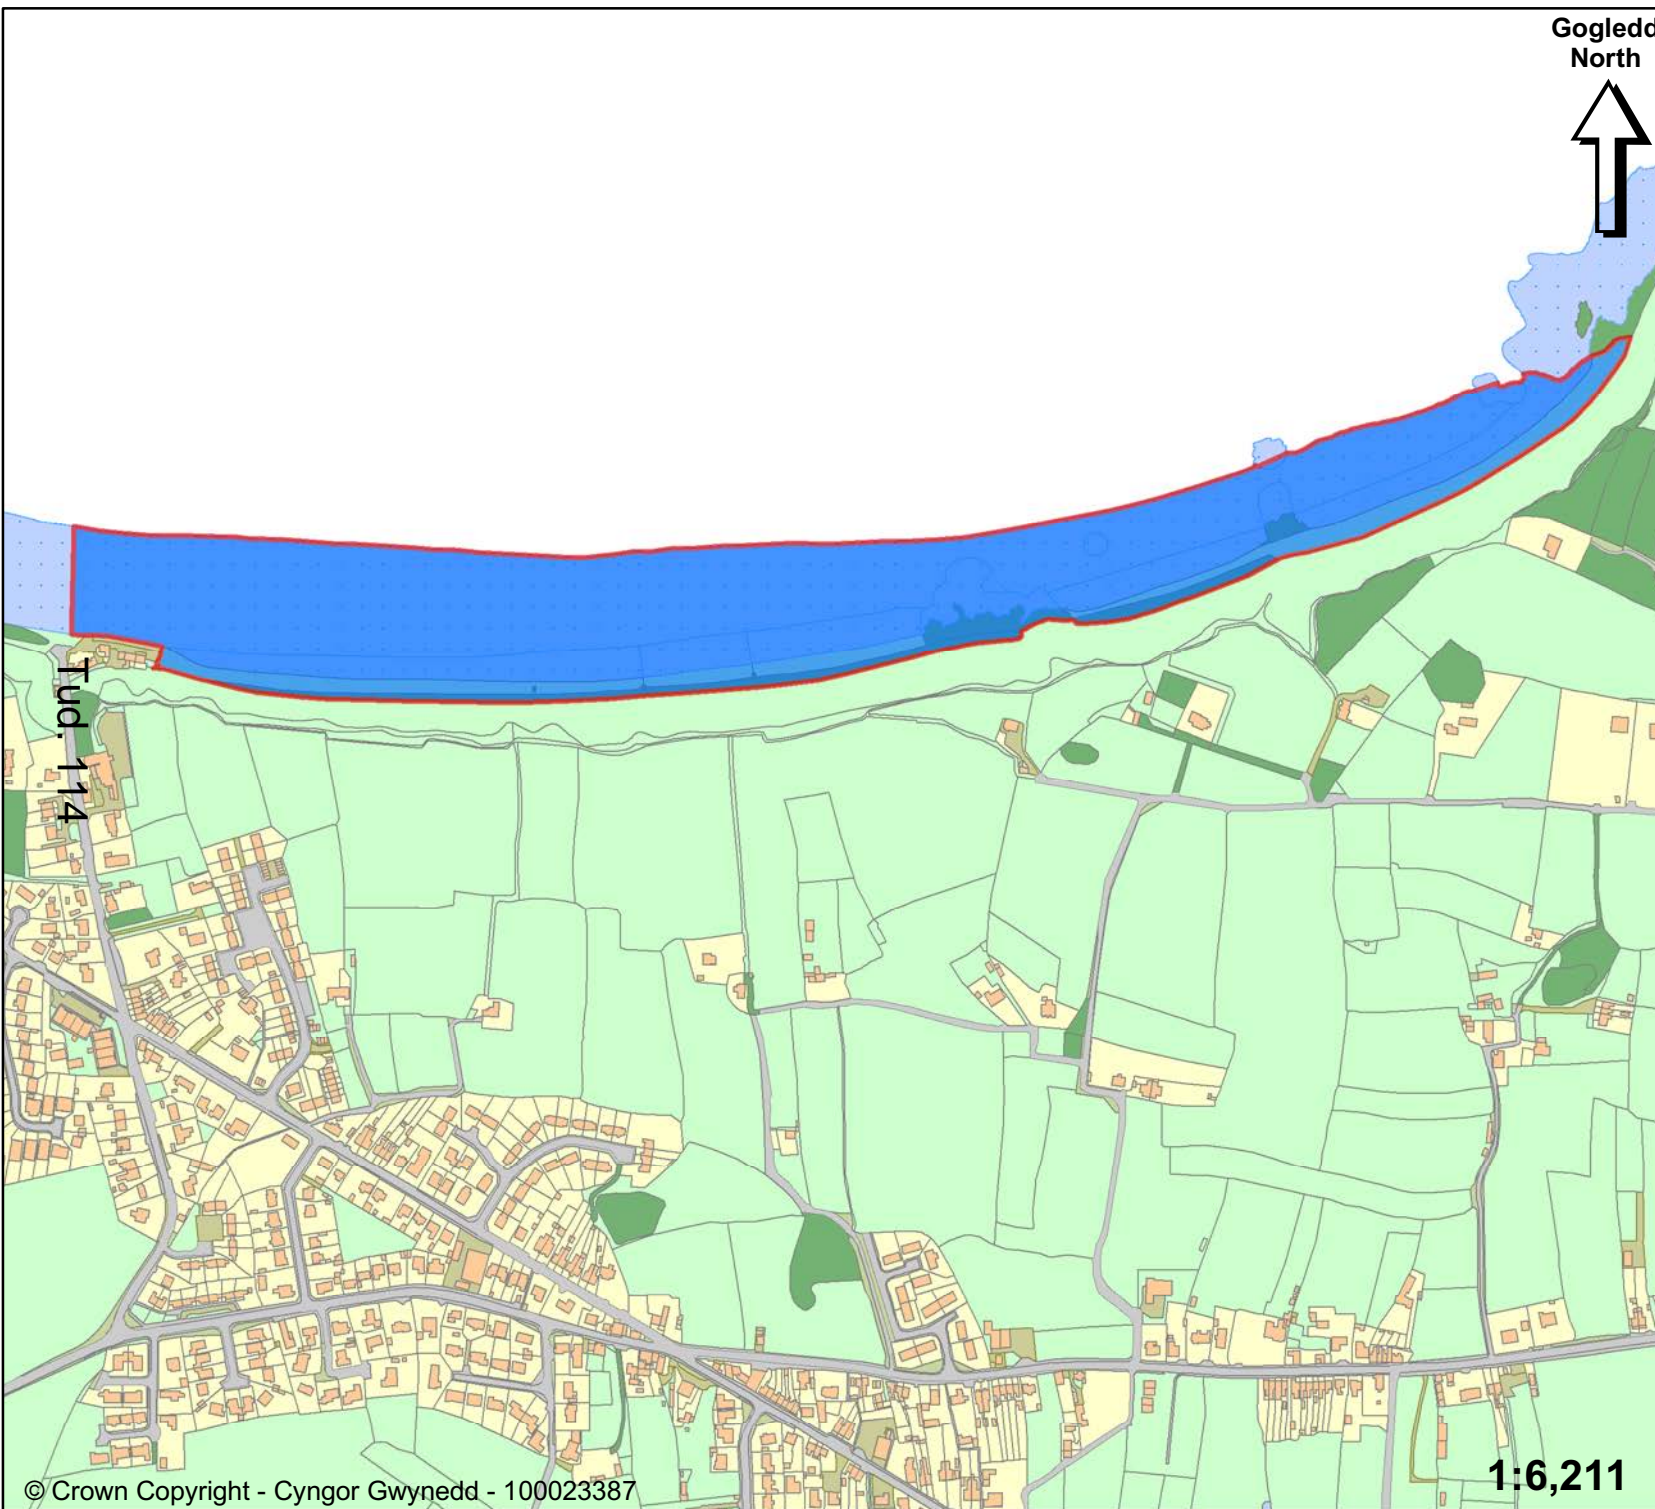 Gogledd
North
Tud. 114
© Crown Copyright - Cyngor Gwynedd - 100023387
1:6,211